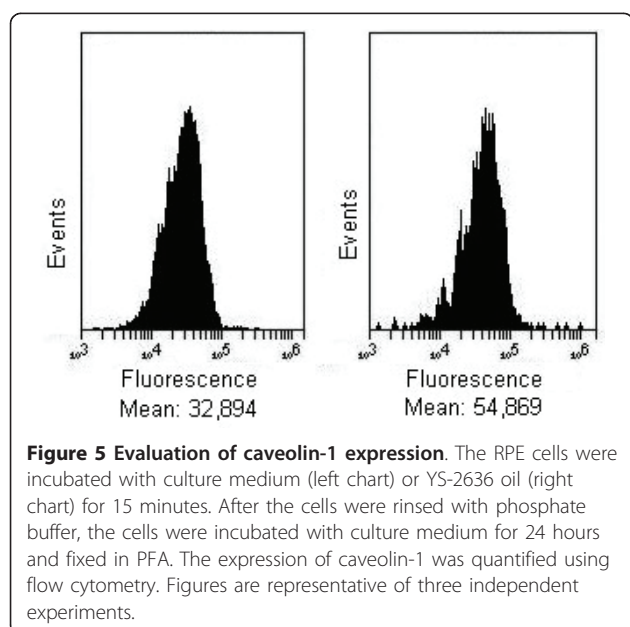 Events
Events
10³ 10⁴ 10⁵ 10⁶
10³ 10⁴ 10⁵ 10⁶
Fluorescence
Mean: 32,894
Fluorescence
Mean: 54,869
Figure 5 Evaluation of caveolin-1 expression. The RPE cells were
incubated with culture medium (left chart) or YS-2636 oil (right
chart) for 15 minutes. After the cells were rinsed with phosphate
buffer, the cells were incubated with culture medium for 24 hours
and fixed in PFA. The expression of caveolin-1 was quantified using
flow cytometry. Figures are representative of three independent
experiments.